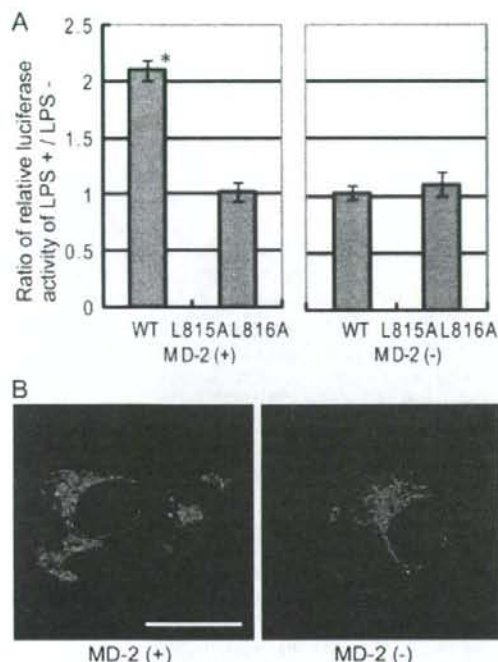 A
Ratio of relative luciferase
activity of LPS + / LPS -
2.5
2
1.5
1
0.5
0
*
WT L815AL816A
MD-2 (+)
WT L815AL816A
MD-2 (-)
B
MD-2 (+)
MD-2 (-)